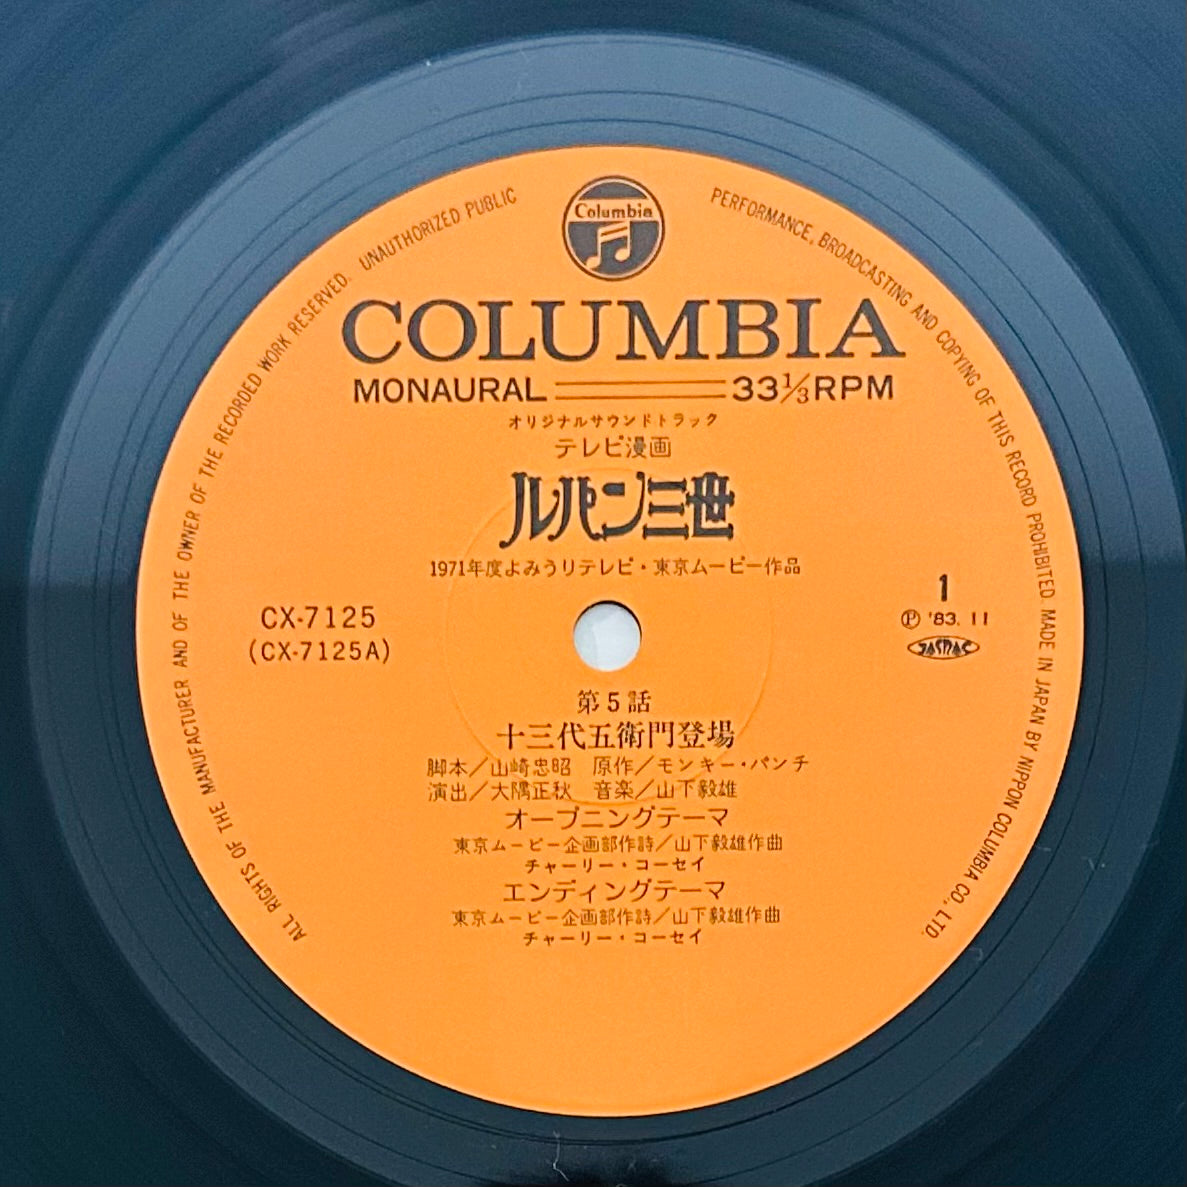 ALL RIGHTS OF THE MANUFACTURER AND OF THE OWNER OF THE RECORDED WORK RESERVED. UNAUTHORIZED PUBLIC PERFORMANCE, BROADCASTING AND COPYING OF THIS RECORD PROHIBITED MADE IN JAPAN BY NIPPON COLUMBIA CO., LTD.
Columbia
COLUMBIA
MONAURAL 33⅓RPM
オリジナルサウンドトラック
テレビ漫画
ルパン三世
1971年度よみうりテレビ・東京ムービー作品
CX-7125
(CX-7125A)
1
Ⓟ '83. 11
JASRAC
第5話
十三代五衛門登場
脚本／山崎忠昭 原作／モンキー・パンチ
演出／大隅正秋 音楽／山下毅雄
オープニングテーマ
東京ムービー企画部作詩／山下毅雄作曲
チャーリー・コーセイ
エンディングテーマ
東京ムービー企画部作詩／山下毅雄作曲
チャーリー・コーセイ